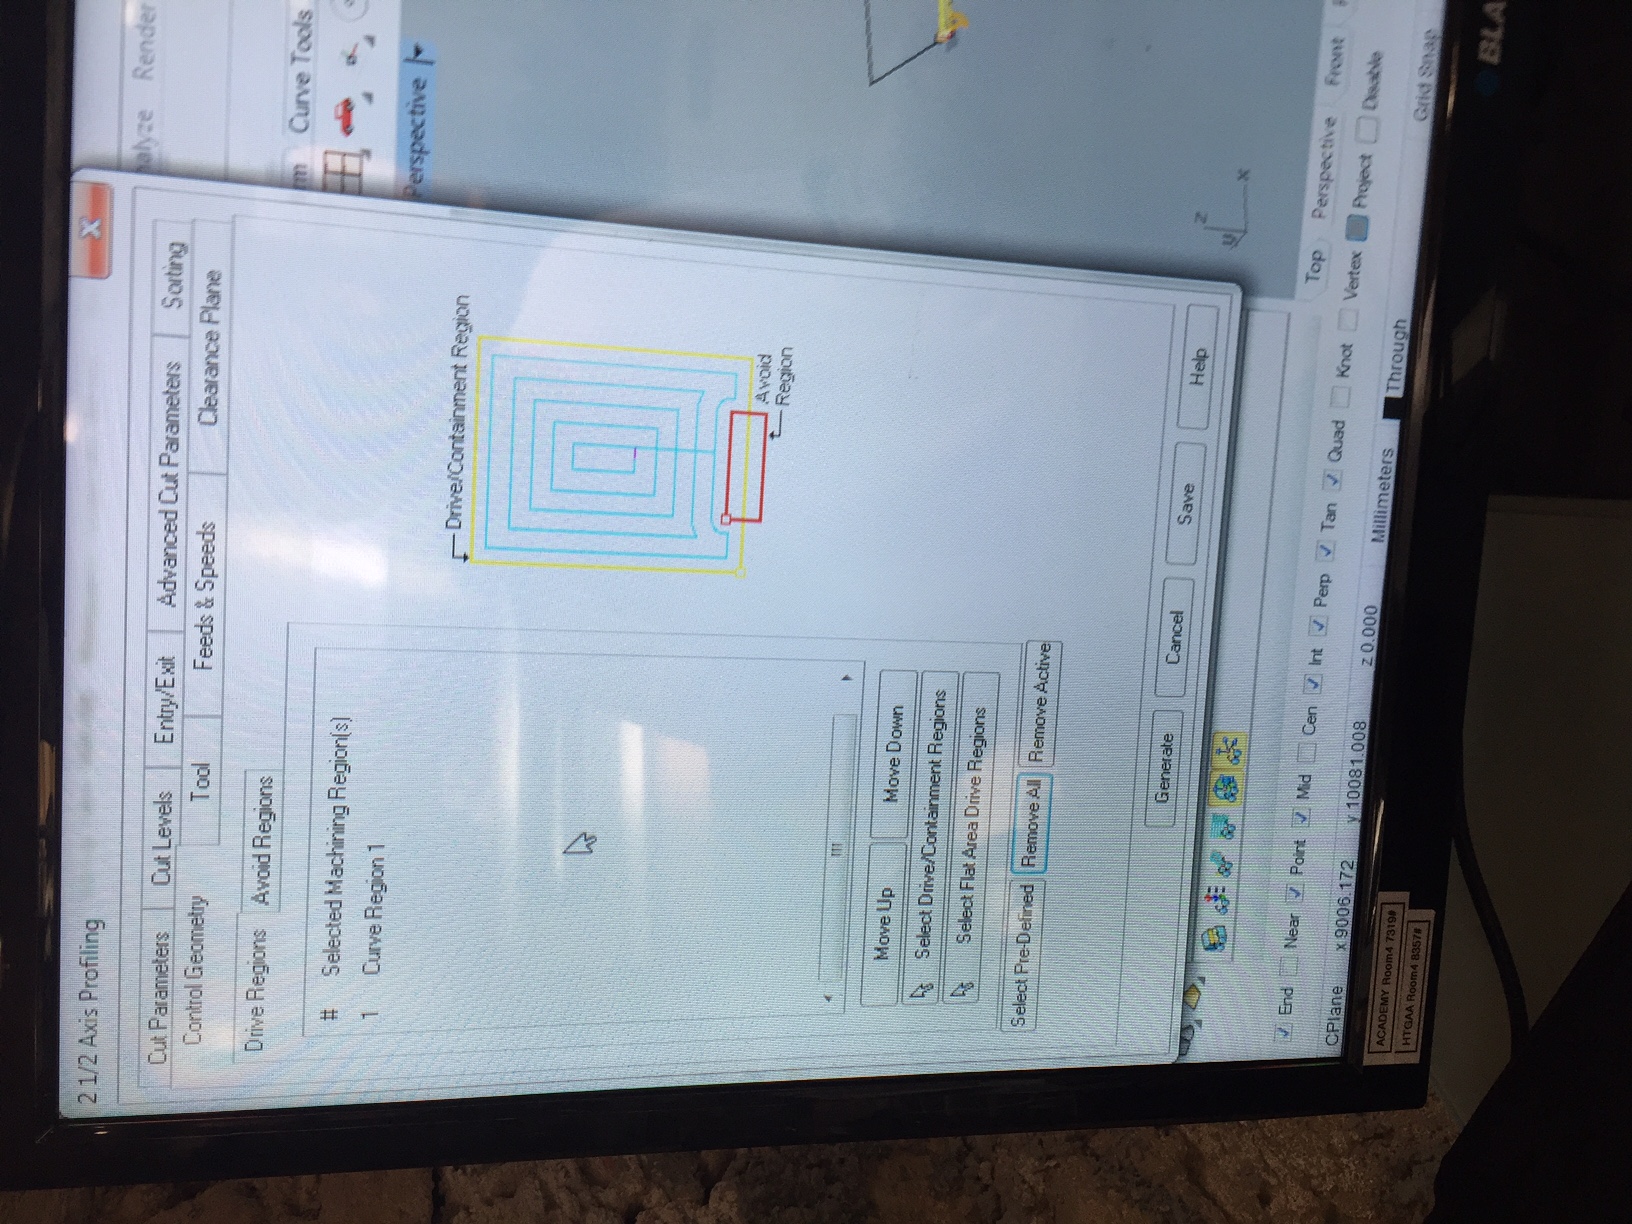 2 1/2 Axis Profiling
X
Cut Parameters Cut Levels Entry/Exit Advanced Cut Parameters Sorting
Control Geometry Tool Feeds & Speeds Clearance Plane
Drive Regions Avoid Regions
# Selected Machining Region(s)
1 Curve Region 1
Drive/Containment Region
Avoid
Region
Move Up Move Down
Select Drive/Containment Regions
Select Flat Area Drive Regions
Select Pre-Defined Remove All Remove Active
Generate Cancel Save Help
nalyze Render
rm Curve Tools
Perspective
z
y
x
Top Perspective Front
End Near Point Mid Cen Int Perp Tan Quad Knot Vertex Project Disable
CPlane x 9006.172 y 10081.008 z 0.000 Millimeters Through
Grid Snap
ACADEMY Room4 7319#
HTGAA Room4 8357#
BLA